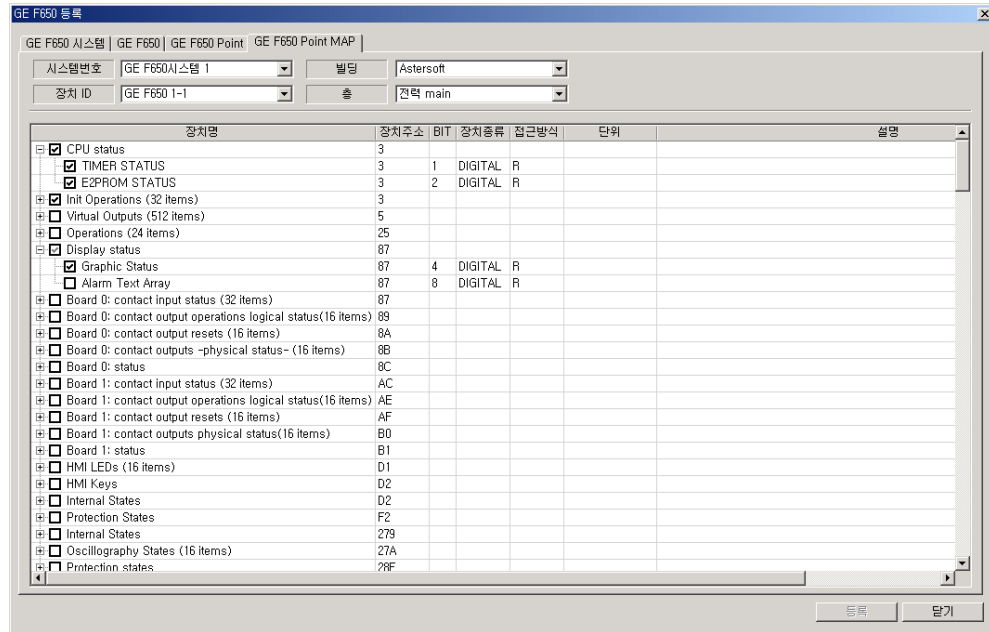 GE F650 등록
GE F650 시스템 GE F650 GE F650 Point GE F650 Point MAP
시스템번호 GE F650시스템 1 빌딩 Astersoft
장치 ID GE F650 1-1 층 전력 main
장치명 장치주소 BIT 장치종류 접근방식 단위 설명
CPU status 3
TIMER STATUS 3 1 DIGITAL R
E2PROM STATUS 3 2 DIGITAL R
Init Operations (32 items) 3
Virtual Outputs (512 items) 5
Operations (24 items) 25
Display status 87
Graphic Status 87 4 DIGITAL R
Alarm Text Array 87 8 DIGITAL R
Board 0: contact input status (32 items) 87
Board 0: contact output operations logical status(16 items) 89
Board 0: contact output resets (16 items) 8A
Board 0: contact outputs -physical status- (16 items) 8B
Board 0: status 8C
Board 1: contact input status (32 items) AC
Board 1: contact output operations logical status(16 items) AE
Board 1: contact output resets (16 items) AF
Board 1: contact outputs physical status(16 items) B0
Board 1: status B1
HMI LEDs (16 items) D1
HMI Keys D2
Internal States D2
Protection States F2
Internal States 279
Oscillography States (16 items) 27A
Protection states 28F
등록 닫기